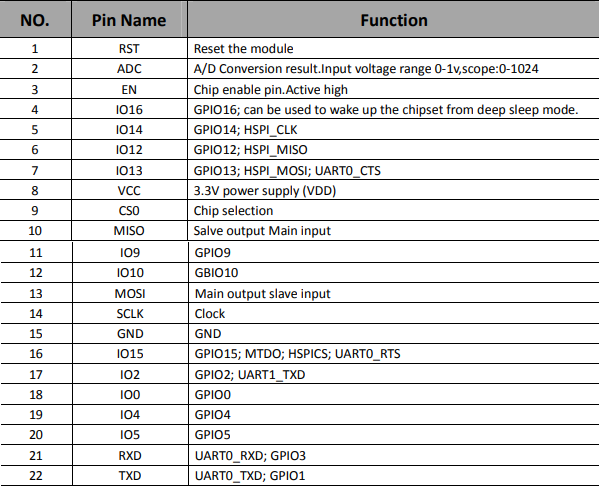 NO. Pin Name Function
1 RST Reset the module
2 ADC A/D Conversion result.Input voltage range 0-1v,scope:0-1024
3 EN Chip enable pin.Active high
4 IO16 GPIO16; can be used to wake up the chipset from deep sleep mode.
5 IO14 GPIO14; HSPI_CLK
6 IO12 GPIO12; HSPI_MISO
7 IO13 GPIO13; HSPI_MOSI; UART0_CTS
8 VCC 3.3V power supply (VDD)
9 CS0 Chip selection
10 MISO Salve output Main input
11 IO9 GPIO9
12 IO10 GBIO10
13 MOSI Main output slave input
14 SCLK Clock
15 GND GND
16 IO15 GPIO15; MTDO; HSPICS; UART0_RTS
17 IO2 GPIO2; UART1_TXD
18 IO0 GPIO0
19 IO4 GPIO4
20 IO5 GPIO5
21 RXD UART0_RXD; GPIO3
22 TXD UART0_TXD; GPIO1